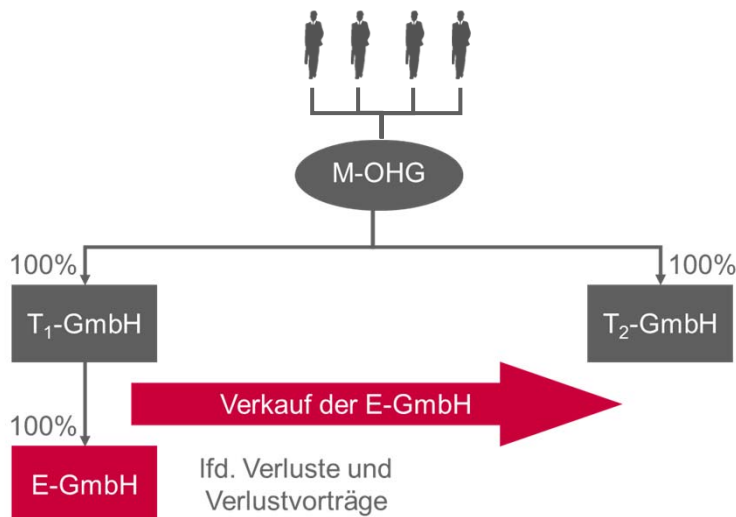 M-OHG
100%
100%
T₁-GmbH
T₂-GmbH
Verkauf der E-GmbH
100%
E-GmbH
lfd. Verluste und
Verlustvorträge